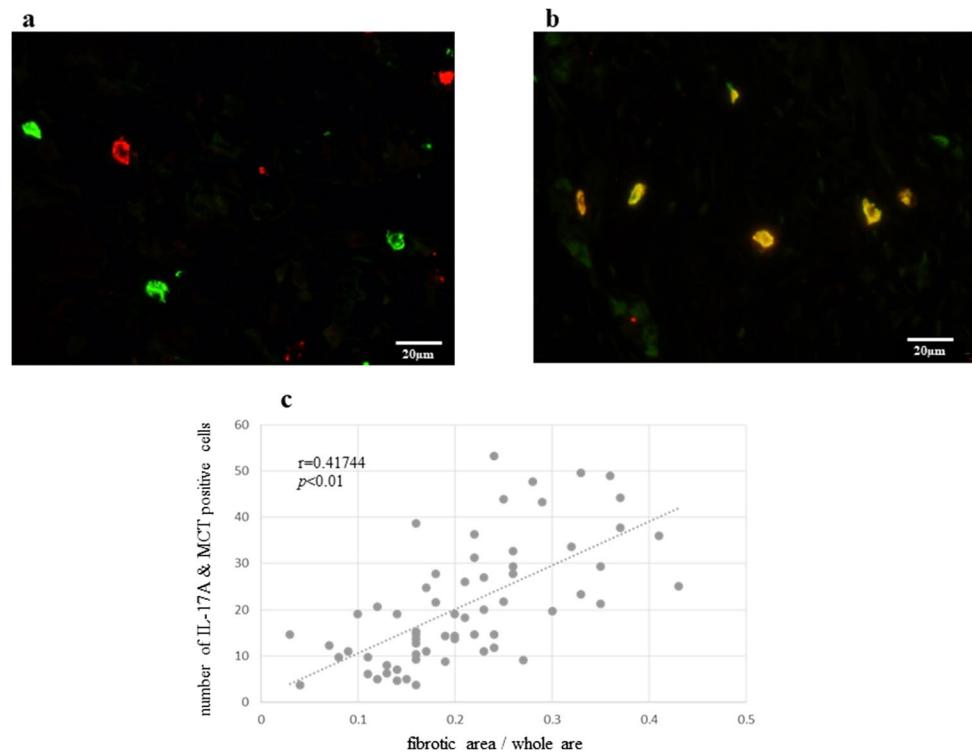 a
b
20μm
20μm
c
number of IL-17A & MCT positive cells
60
50
40
30
20
10
0
r=0.41744
p<0.01
0
0.1
0.2
0.3
0.4
0.5
fibrotic area / whole are